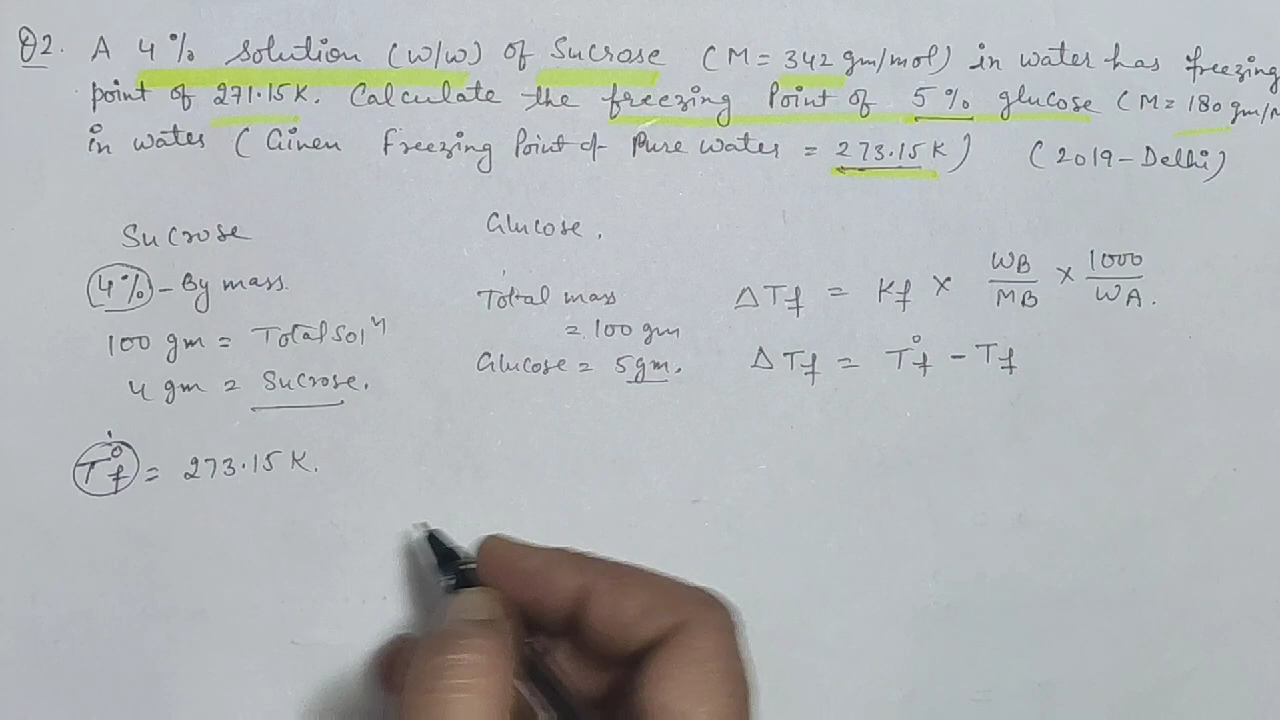 Q2. A 4% solution (w/w) of Sucrose (M = 342 gm/mol) in water has freezing
point of 271.15K. Calculate the freezing Point of 5% glucose (M = 180 gm/
in water (Given Freezing Point of Pure water = 273.15K) (2019-Delhi)
Sucrose
4% - By mass.
100 gm = Total Solⁿ
4 gm = Sucrose.
T°f = 273.15 K.
Glucose.
Total mass
= 100 gm
Glucose = 5gm.
ΔTf = Kf × WB/MB × 1000/WA.
ΔTf = T°f - Tf